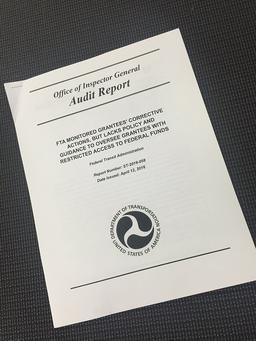 Office of Inspector General
Audit Report
FTA MONITORED GRANTEES' CORRECTIVE
ACTIONS, BUT LACKS POLICY AND
GUIDANCE TO OVERSEE GRANTEES WITH
RESTRICTED ACCESS TO FEDERAL FUNDS
Federal Transit Administration
Report Number: ST-2016-058
Date Issued: April 12, 2016
DEPARTMENT OF TRANSPORTATION
UNITED STATES OF AMERICA